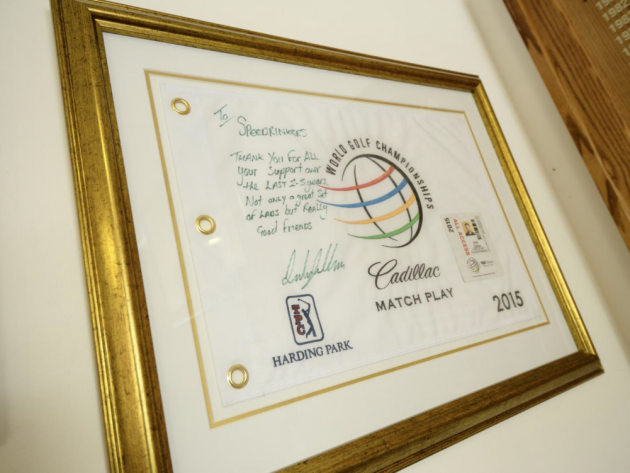 To
SPEEDRINKERS
THANK YOU FOR ALL
Your Support over
the LAST 2-3 years
Not only a great set
of LADS but Really
Good friends
WORLD GOLF CHAMPIONSHIPS
Cadillac
MATCH PLAY
2015
HARDING PARK
2015